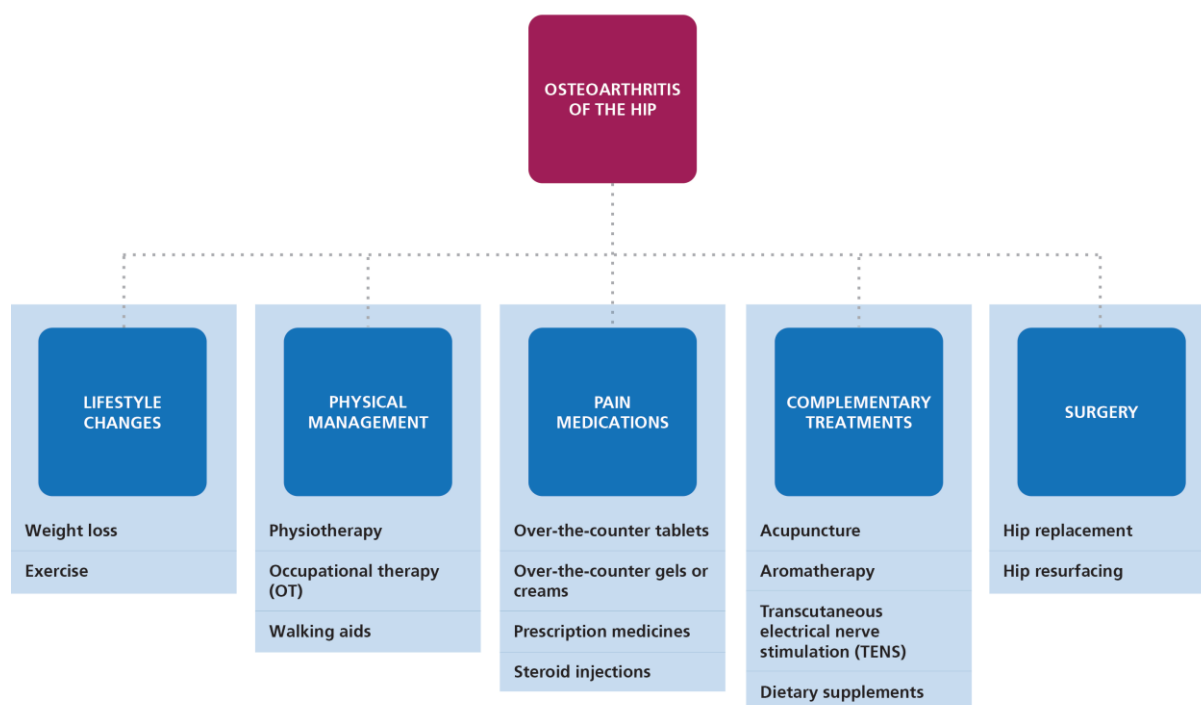 OSTEOARTHRITIS
OF THE HIP
LIFESTYLE
CHANGES
Weight loss
Exercise
PHYSICAL
MANAGEMENT
Physiotherapy
Occupational therapy
(OT)
Walking aids
PAIN
MEDICATIONS
Over-the-counter tablets
Over-the-counter gels or
creams
Prescription medicines
Steroid injections
COMPLEMENTARY
TREATMENTS
Acupuncture
Aromatherapy
Transcutaneous
electrical nerve
stimulation (TENS)
Dietary supplements
SURGERY
Hip replacement
Hip resurfacing